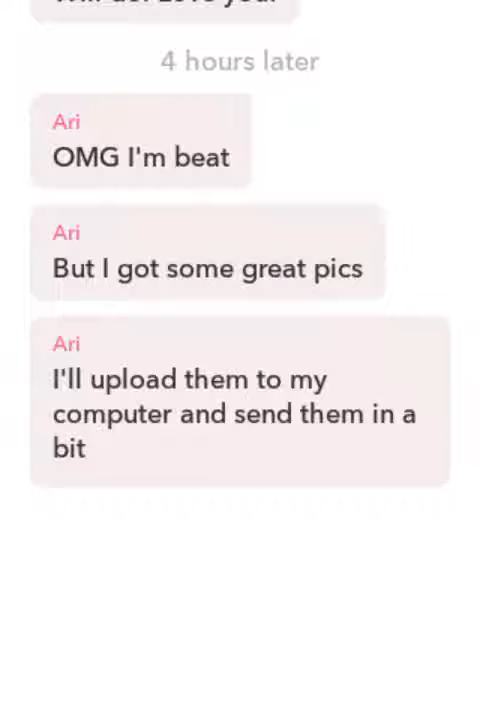 4 hours later
Ari
OMG I'm beat
Ari
But I got some great pics
Ari
I'll upload them to my
computer and send them in a
bit